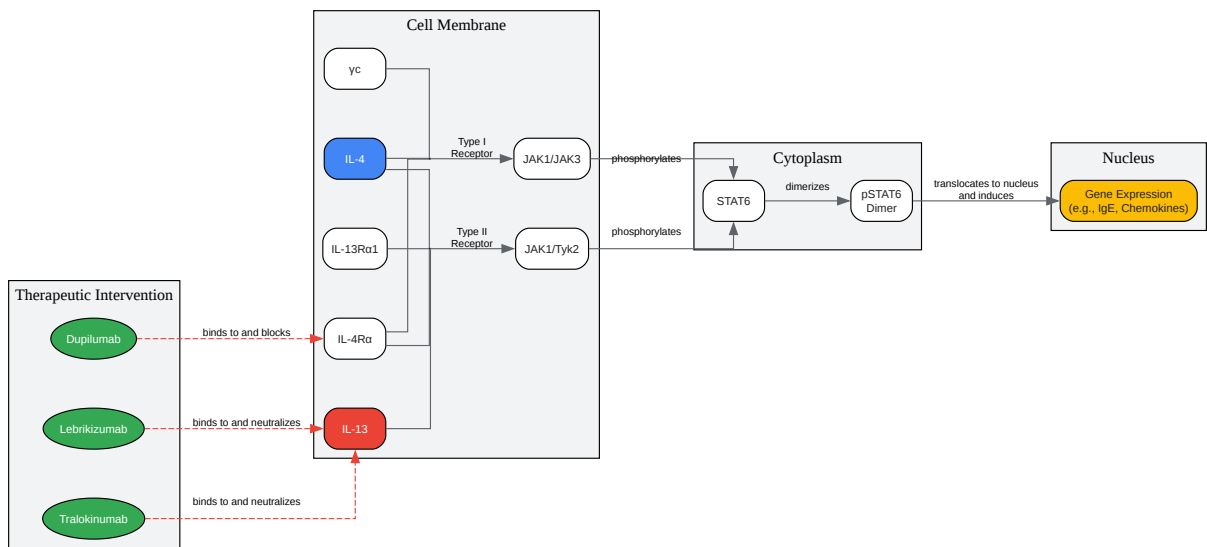 Cell Membrane
γc
IL-4
Type I
Receptor
JAK1/JAK3
phosphorylates
IL-13Rα1
Type II
Receptor
JAK1/Tyk2
phosphorylates
IL-4Rα
IL-13
Cytoplasm
STAT6
dimerizes
pSTAT6
Dimer
translocates to nucleus
and induces
Nucleus
Gene Expression
(e.g., IgE, Chemokines)
Therapeutic Intervention
Dupilumab
binds to and blocks
Lebrikizumab
binds to and neutralizes
Tralokinumab
binds to and neutralizes